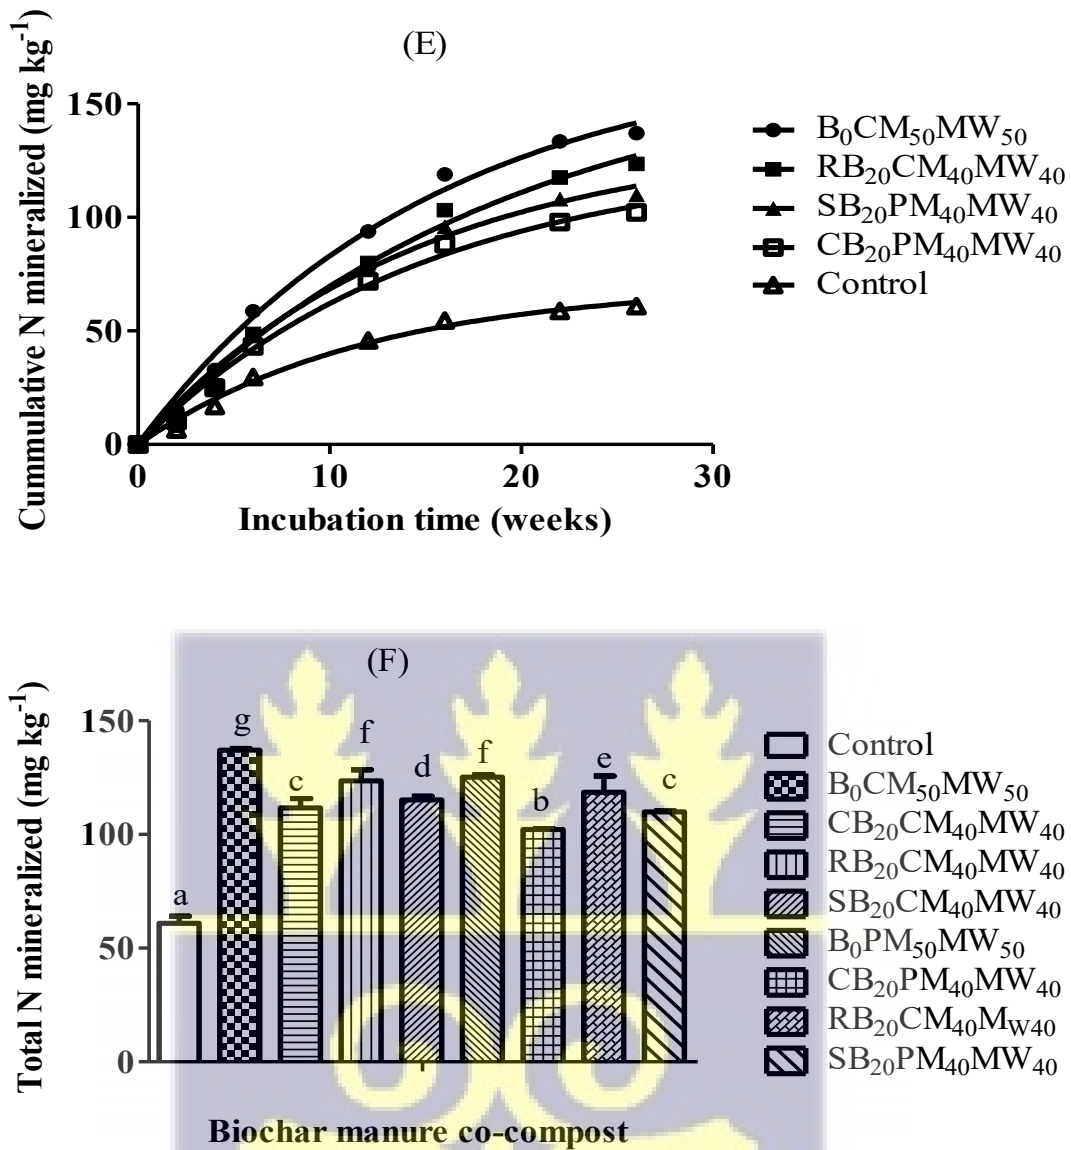 (E)
Cummulative N mineralized (mg kg⁻¹)
150
100
50
0
0 10 20 30
Incubation time (weeks)
B₀CM₅₀MW₅₀
RB₂₀CM₄₀MW₄₀
SB₂₀PM₄₀MW₄₀
CB₂₀PM₄₀MW₄₀
Control
(F)
Total N mineralized (mg kg⁻¹)
150
100
50
0
a g c f d f b e c
Biochar manure co-compost
Control
B₀CM₅₀MW₅₀
CB₂₀CM₄₀MW₄₀
RB₂₀CM₄₀MW₄₀
SB₂₀CM₄₀MW₄₀
B₀PM₅₀MW₅₀
CB₂₀PM₄₀MW₄₀
RB₂₀CM₄₀M_W₄₀
SB₂₀PM₄₀MW₄₀